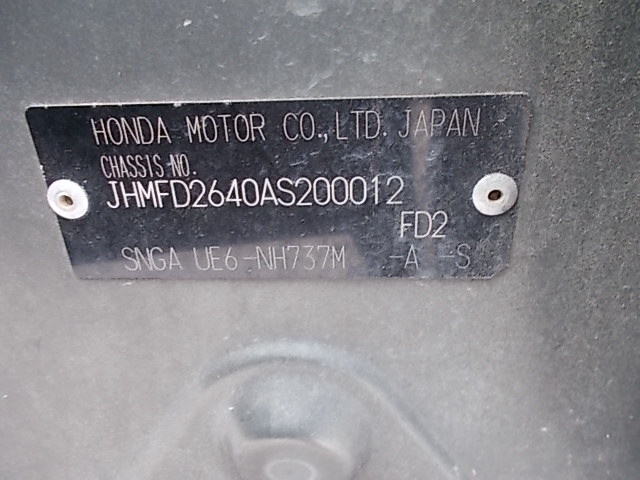 HONDA MOTOR CO.,LTD. JAPAN
CHASSIS NO.
JHMFD2640AS200012
FD2
SNGA UE6-NH737M -A -S